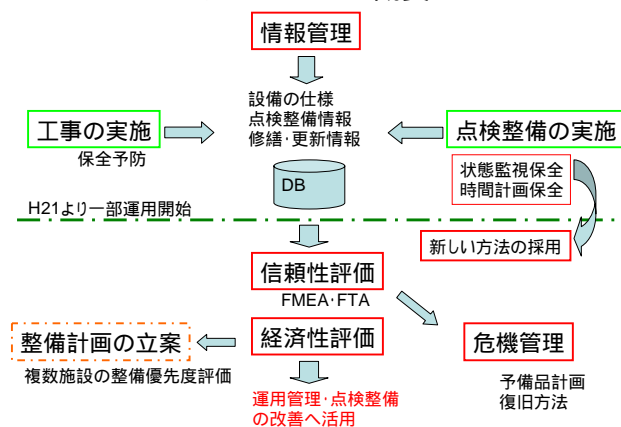 情報管理
設備の仕様
点検整備情報
修繕・更新情報
工事の実施
保全予防
点検整備の実施
状態監視保全
時間計画保全
DB
H21より一部運用開始
新しい方法の採用
信頼性評価
FMEA・FTA
整備計画の立案
複数施設の整備優先度評価
経済性評価
危機管理
予備品計画
復旧方法
運用管理・点検整備
の改善へ活用